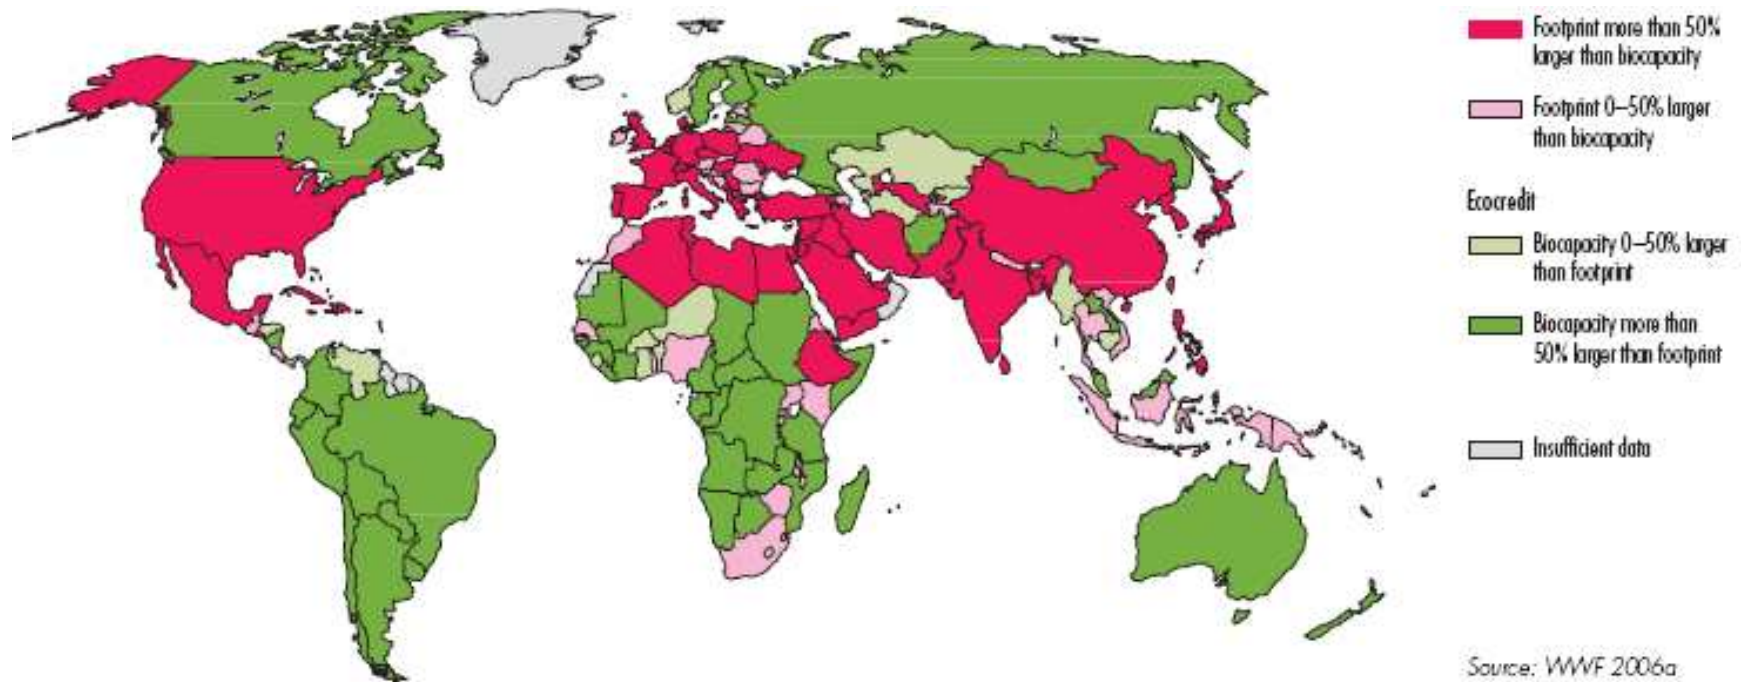 Footprint more than 50%
larger than biocapacity
Footprint 0–50% larger
than biocapacity
Ecocredit
Biocapacity 0–50% larger
than footprint
Biocapacity more than
50% larger than footprint
Insufficient data
Source: WWF 2006a